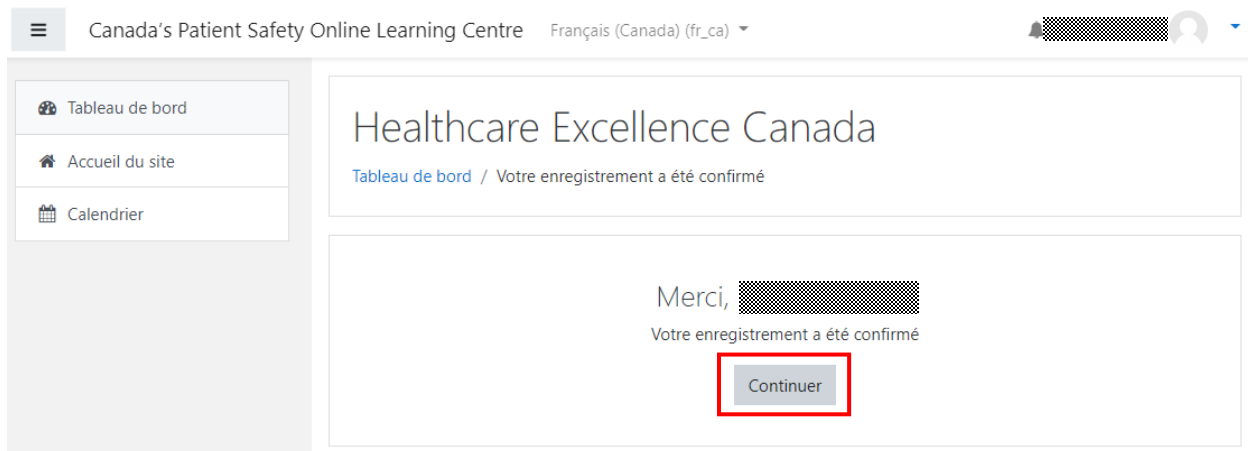 Canada’s Patient Safety Online Learning Centre Français (Canada) (fr_ca)
Tableau de bord
Accueil du site
Calendrier
Healthcare Excellence Canada
Tableau de bord / Votre enregistrement a été confirmé
Merci,
Votre enregistrement a été confirmé
Continuer